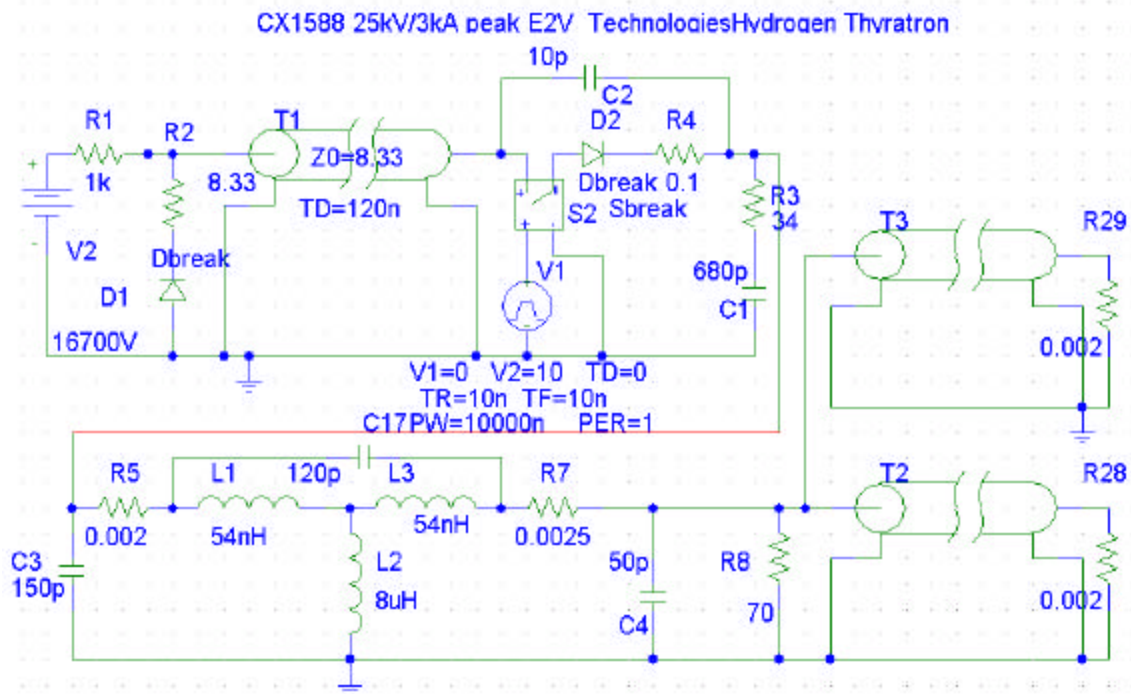 CX1588 25kV/3kA peak E2V TechnologiesHydrogen Thyratron
10p
C2
R1
R2
T1
D2
R4
+
1k
8.33
Z0=8.33
TD=120n
Dbreak 0.1
Sbreak
S2
R3
34
T3
R29
-
V2
Dbreak
D1
V1
680p
C1
16700V
0.002
V1=0 V2=10 TD=0
TR=10n TF=10n
C17PW=10000n PER=1
R5
L1
120p
L3
R7
T2
R28
0.002
54nH
54nH
0.0025
C3
150p
L2
8uH
50p
C4
R8
70
0.002